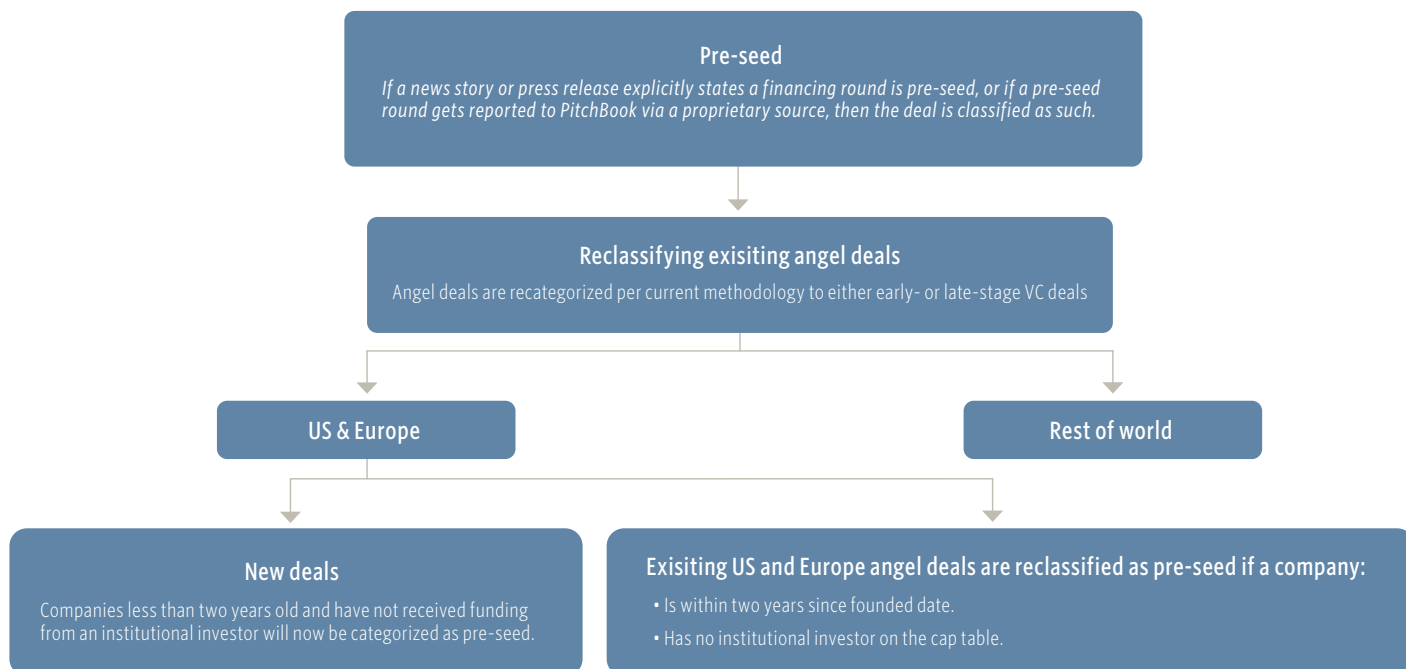 Pre-seed
If a news story or press release explicitly states a financing round is pre-seed, or if a pre-seed
round gets reported to PitchBook via a proprietary source, then the deal is classified as such.
Reclassifying exisiting angel deals
Angel deals are recategorized per current methodology to either early- or late-stage VC deals
US & Europe
Rest of world
New deals
Companies less than two years old and have not received funding
from an institutional investor will now be categorized as pre-seed.
Exisiting US and Europe angel deals are reclassified as pre-seed if a company:
• Is within two years since founded date.
• Has no institutional investor on the cap table.